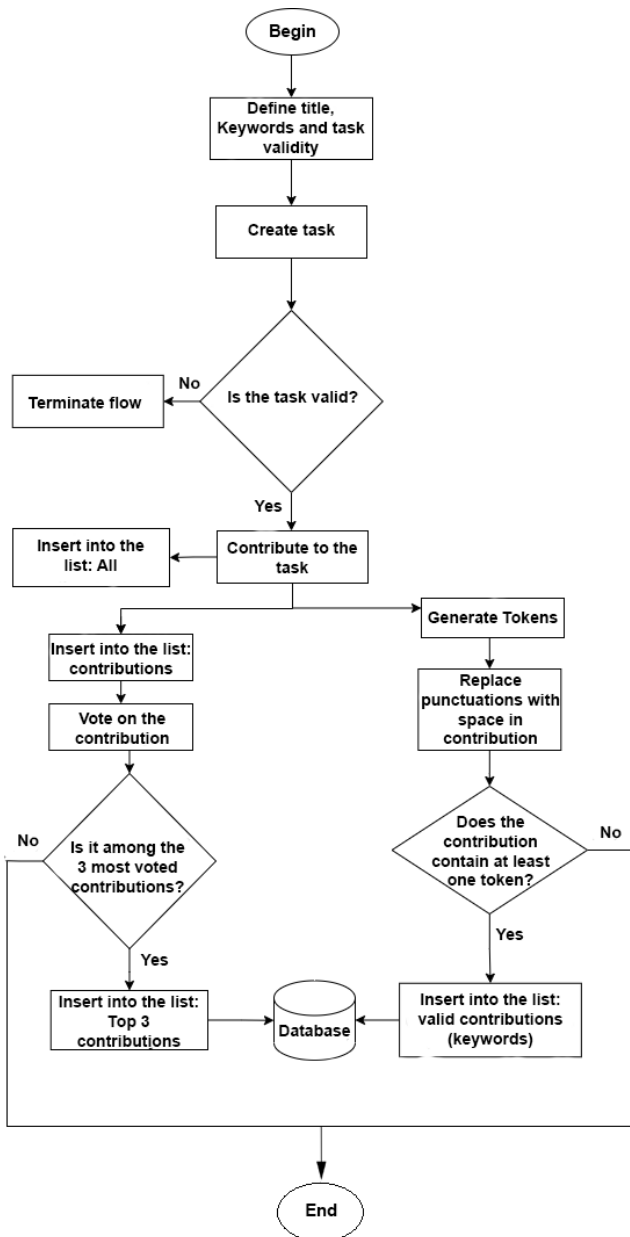 Begin
Define title,
Keywords and task
validity
Create task
Is the task valid?
No
Terminate flow
Yes
Insert into the
list: All
Contribute to the
task
Generate Tokens
Insert into the list:
contributions
Replace
punctuations with
space in
contribution
Vote on the
contribution
No
Is it among the
3 most voted
contributions?
Does the
contribution
contain at least
one token?
No
Yes
Yes
Insert into the list:
Top 3
contributions
Database
Insert into the list:
valid contributions
(keywords)
End